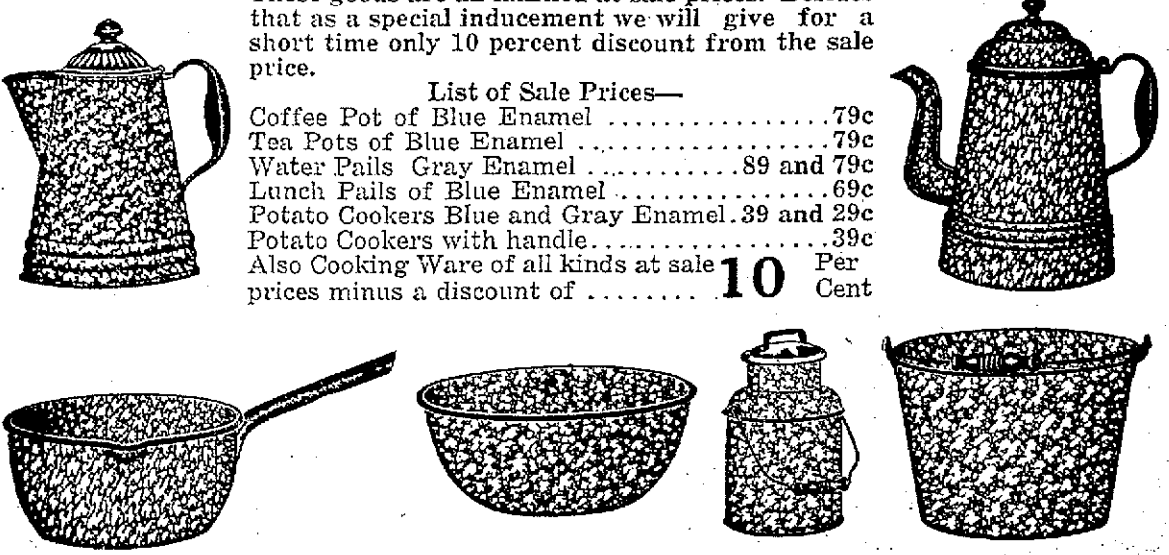 that as a special inducement we will give for a
short time only 10 percent discount from the sale
price.
List of Sale Prices—
Coffee Pot of Blue Enamel ................79c
Tea Pots of Blue Enamel ..................79c
Water Pails Gray Enamel ...........89 and 79c
Lunch Pails of Blue Enamel ...............69c
Potato Cookers Blue and Gray Enamel.39 and 29c
Potato Cookers with handle..................39c
Also Cooking Ware of all kinds at sale 10 Per
prices minus a discount of ......... Cent